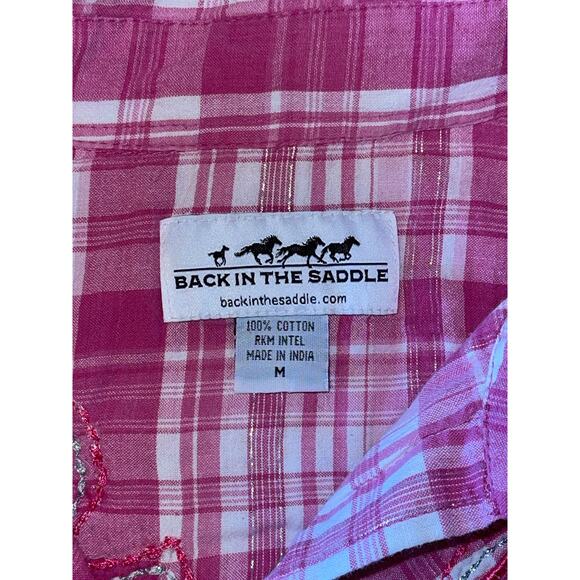 BACK IN THE SADDLE
backinthesaddle.com
100% COTTON
RKM INTEL
MADE IN INDIA
M